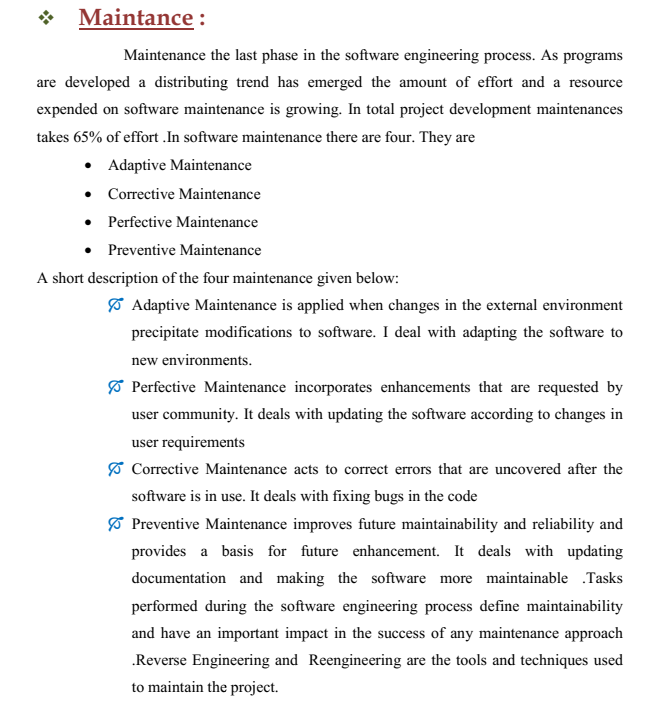 Maintance :
Maintenance the last phase in the software engineering process. As programs
are developed a distributing trend has emerged the amount of effort and a resource
expended on software maintenance is growing. In total project development maintenances
takes 65% of effort .In software maintenance there are four. They are
• Adaptive Maintenance
• Corrective Maintenance
• Perfective Maintenance
• Preventive Maintenance
A short description of the four maintenance given below:
Adaptive Maintenance is applied when changes in the external environment
precipitate modifications to software. I deal with adapting the software to
new environments.
Perfective Maintenance incorporates enhancements that are requested by
user community. It deals with updating the software according to changes in
user requirements
Corrective Maintenance acts to correct errors that are uncovered after the
software is in use. It deals with fixing bugs in the code
Preventive Maintenance improves future maintainability and reliability and
provides a basis for future enhancement. It deals with updating
documentation and making the software more maintainable .Tasks
performed during the software engineering process define maintainability
and have an important impact in the success of any maintenance approach
.Reverse Engineering and Reengineering are the tools and techniques used
to maintain the project.